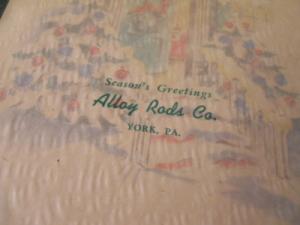 Season's Greetings
Alloy Rods Co.
YORK, PA.